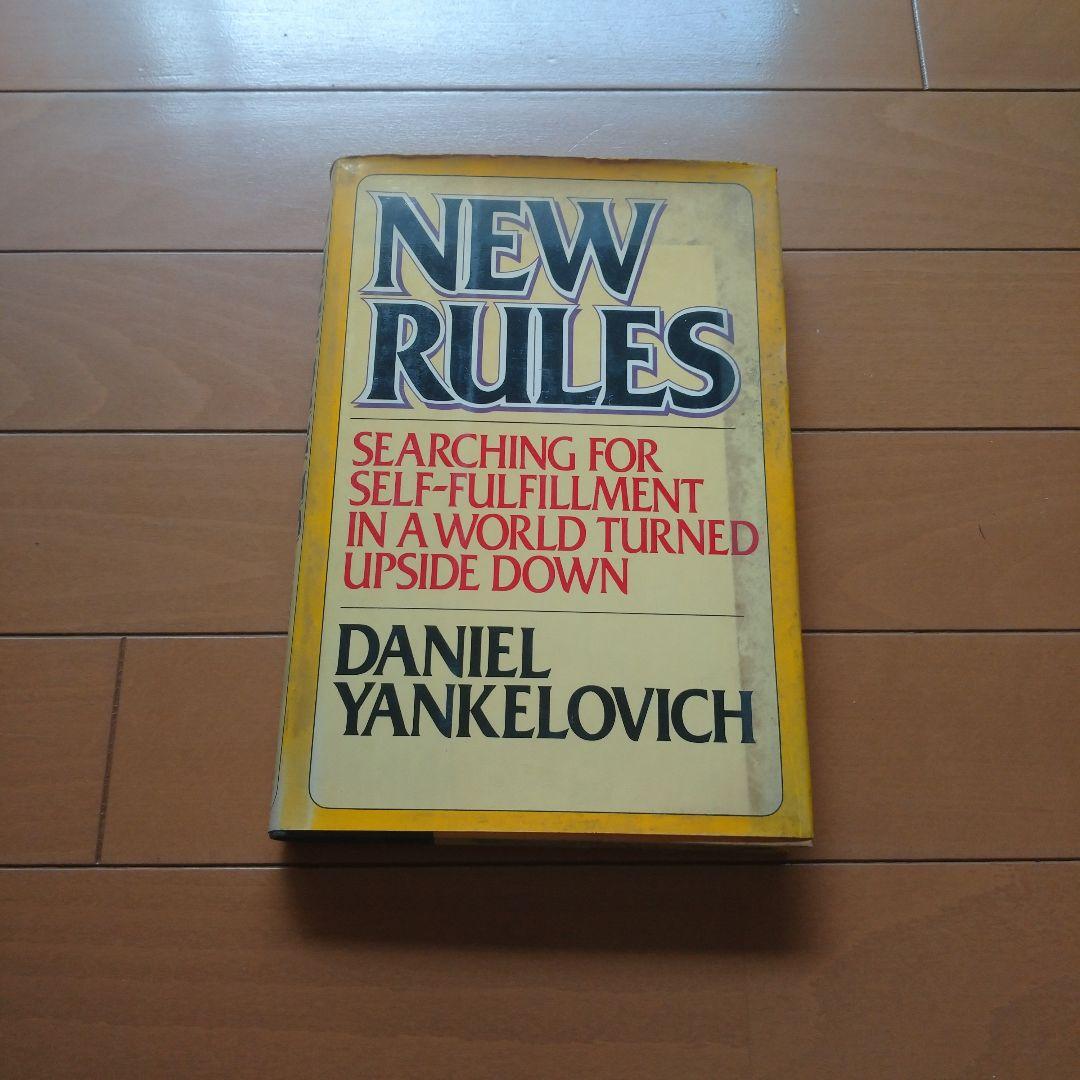 NEW
RULES
SEARCHING FOR
SELF-FULFILLMENT
IN A WORLD TURNED
UPSIDE DOWN
DANIEL
YANKELOVICH